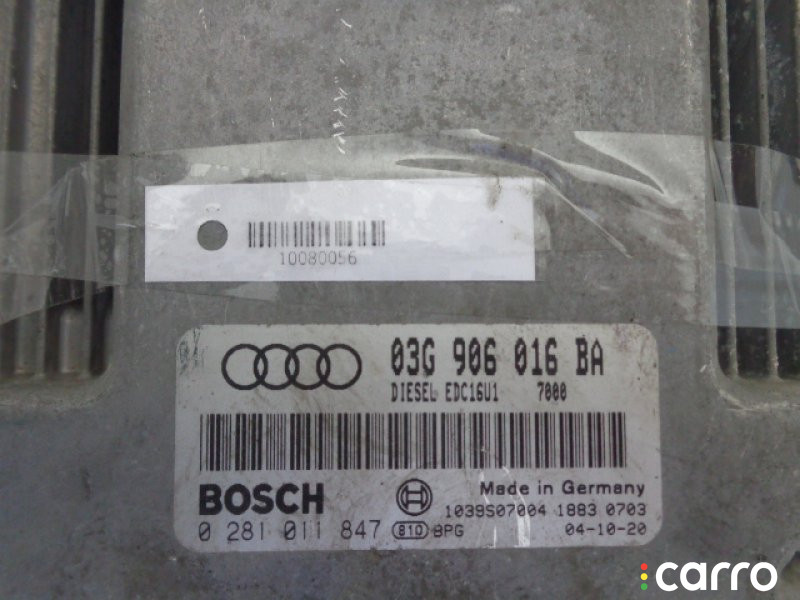 10080056
03G 906 016 BA
DIESEL EDC16U1 7000
BOSCH
Made in Germany
1039S07004 1883 0703
0 281 011 847 810 BPG 04-10-20
carro